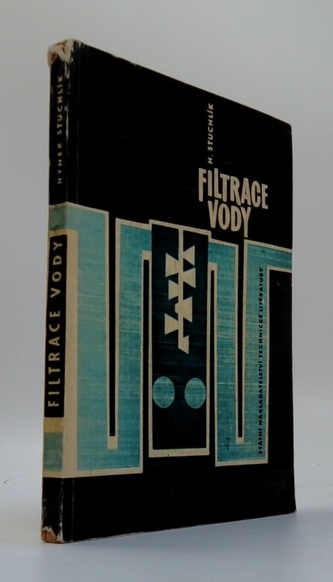 HYNEK STUCHLÍK
FILTRACE VODY
H. STUCHLÍK
FILTRACE
VODY
STÁTNÍ NAKLADATELSTVÍ TECHNICKÉ LITERATURY